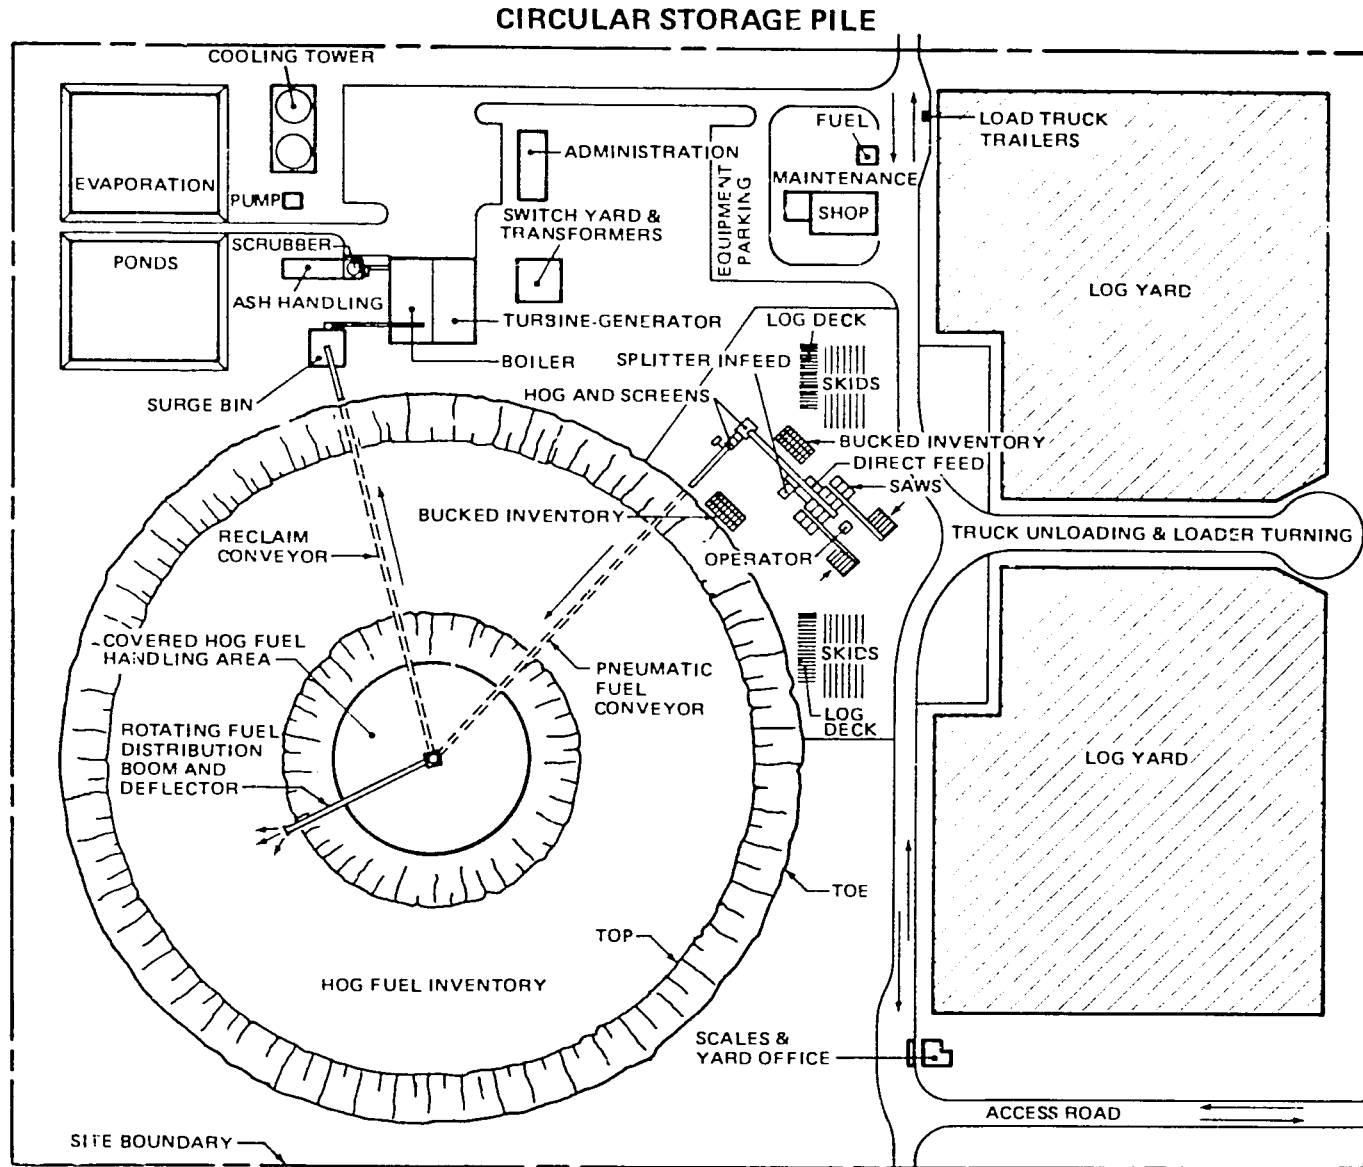 CIRCULAR STORAGE PILE
COOLING TOWER
EVAPORATION
PUMP
PONDS
SCRUBBER
ASH HANDLING
SURGE BIN
ADMINISTRATION
SWITCH YARD &
TRANSFORMERS
TURBINE-GENERATOR
BOILER
EQUIPMENT
PARKING
FUEL
MAINTENANCE
SHOP
LOAD TRUCK
TRAILERS
LOG YARD
LOG DECK
SPLITTER INFEED
SKIDS
HOG AND SCREENS
BUCKED INVENTORY
DIRECT FEED
SAWS
BUCKED INVENTORY
OPERATOR
TRUCK UNLOADING & LOADER TURNING
RECLAIM
CONVEYOR
COVERED HOG FUEL
HANDLING AREA
PNEUMATIC
FUEL
CONVEYOR
SKIDS
LOG
DECK
ROTATING FUEL
DISTRIBUTION
BOOM AND
DEFLECTOR
LOG YARD
TOE
TOP
HOG FUEL INVENTORY
SCALES &
YARD OFFICE
ACCESS ROAD
SITE BOUNDARY